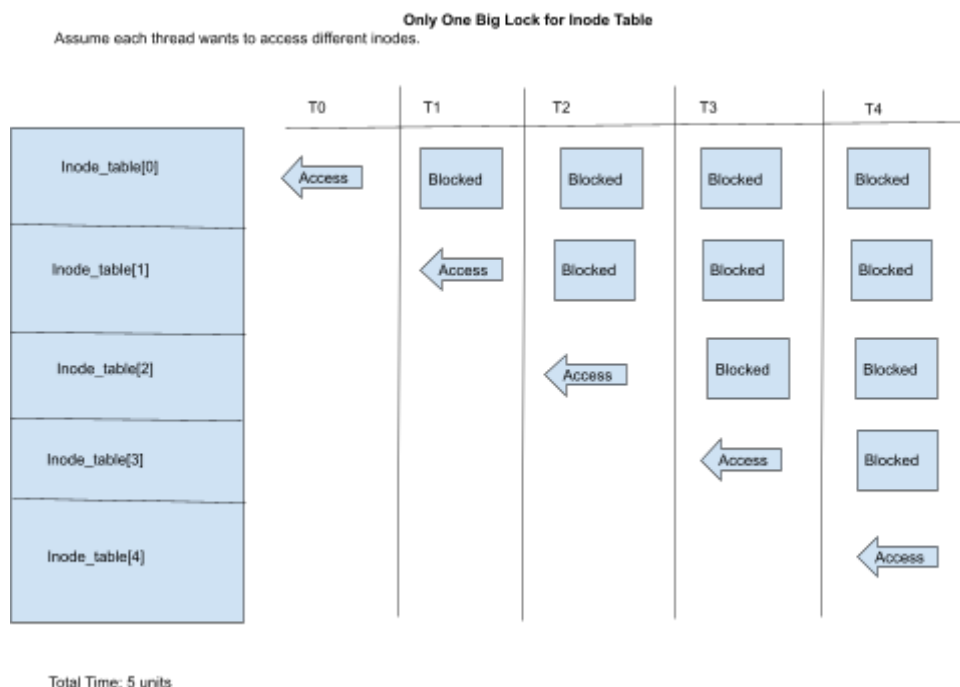 Only One Big Lock for Inode Table
Assume each thread wants to access different inodes.
T0 T1 T2 T3 T4
Inode_table[0] Access Blocked Blocked Blocked Blocked
Inode_table[1] Access Blocked Blocked Blocked
Inode_table[2] Access Blocked Blocked
Inode_table[3] Access Blocked
Inode_table[4] Access
Total Time: 5 units